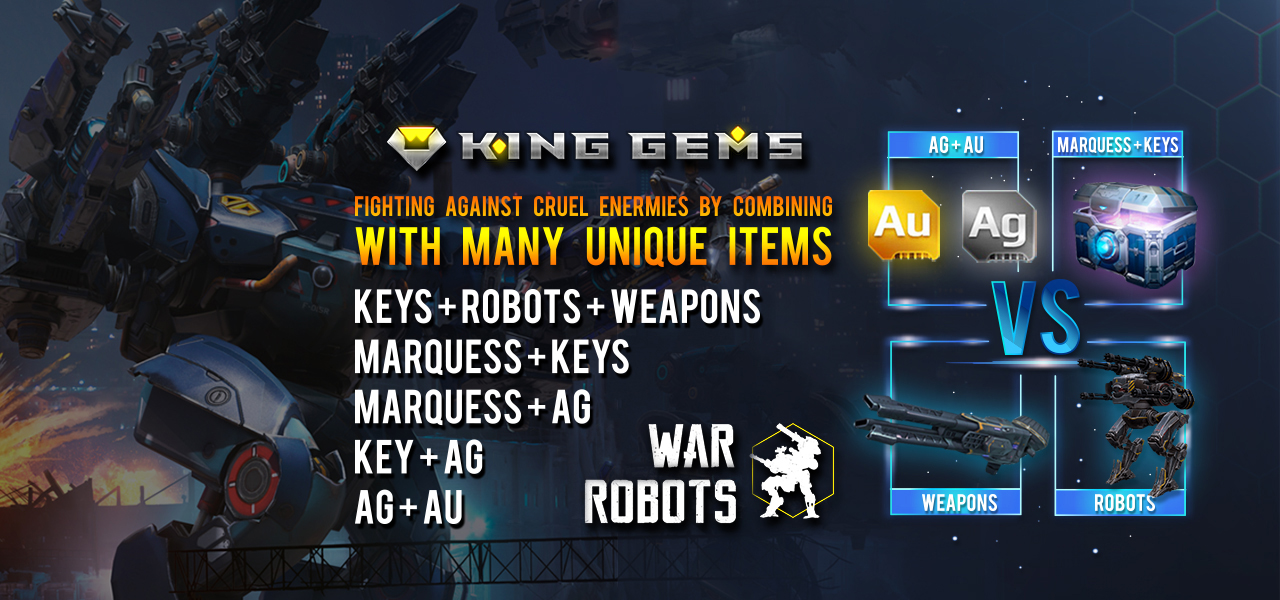 KING GEMS
FIGHTING AGAINST CRUEL ENERMIES BY COMBINING
WITH MANY UNIQUE ITEMS
KEYS + ROBOTS + WEAPONS
MARQUESS + KEYS
MARQUESS + AG
KEY + AG
AG + AU
WAR
ROBOTS
AG + AU
MARQUESS + KEYS
Au
Ag
VS
WEAPONS
ROBOTS